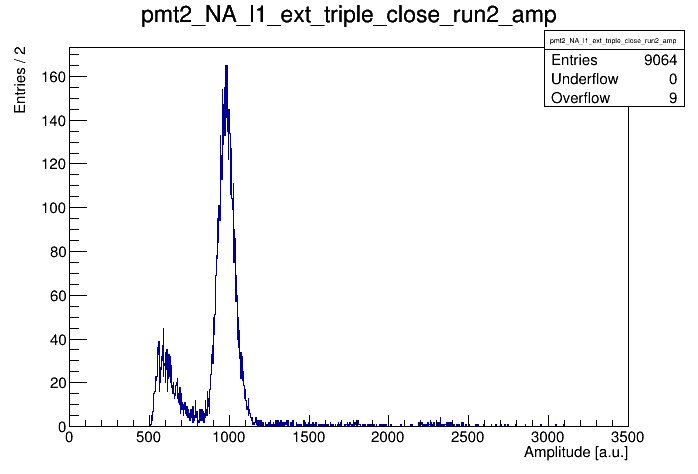 pmt2_NA_l1_ext_triple_close_run2_amp
pmt2_NA_l1_ext_triple_close_run2_amp
Entries 9064
Underflow 0
Overflow 9
Entries / 2
160
140
120
100
80
60
40
20
0
0 500 1000 1500 2000 2500 3000 3500
Amplitude [a.u.]